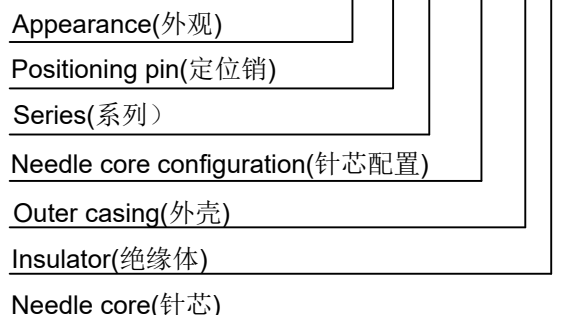 Appearance(外观)
Positioning pin(定位销)
Series(系列）
Needle core configuration(针芯配置)
Outer casing(外壳)
Insulator(绝缘体)
Needle core(针芯)